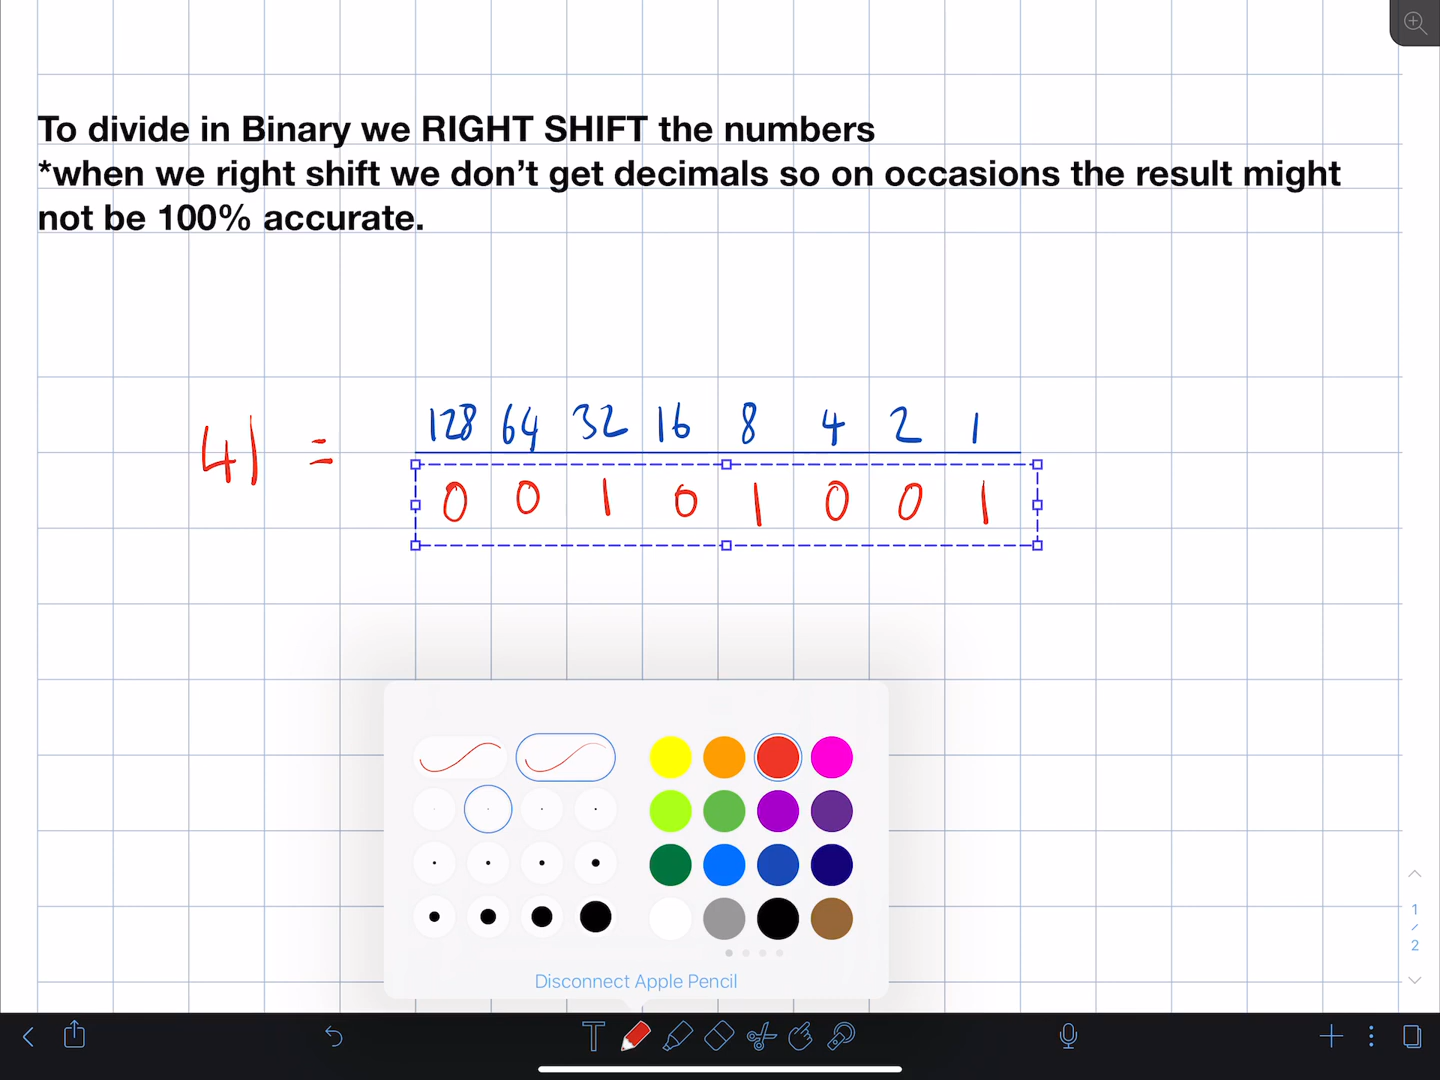 To divide in Binary we RIGHT SHIFT the numbers
*when we right shift we don’t get decimals so on occasions the result might
not be 100% accurate.
128 64 32 16 8 4 2 1
41 =
0 0 1 0 1 0 0 1
Disconnect Apple Pencil
1
/
2
T